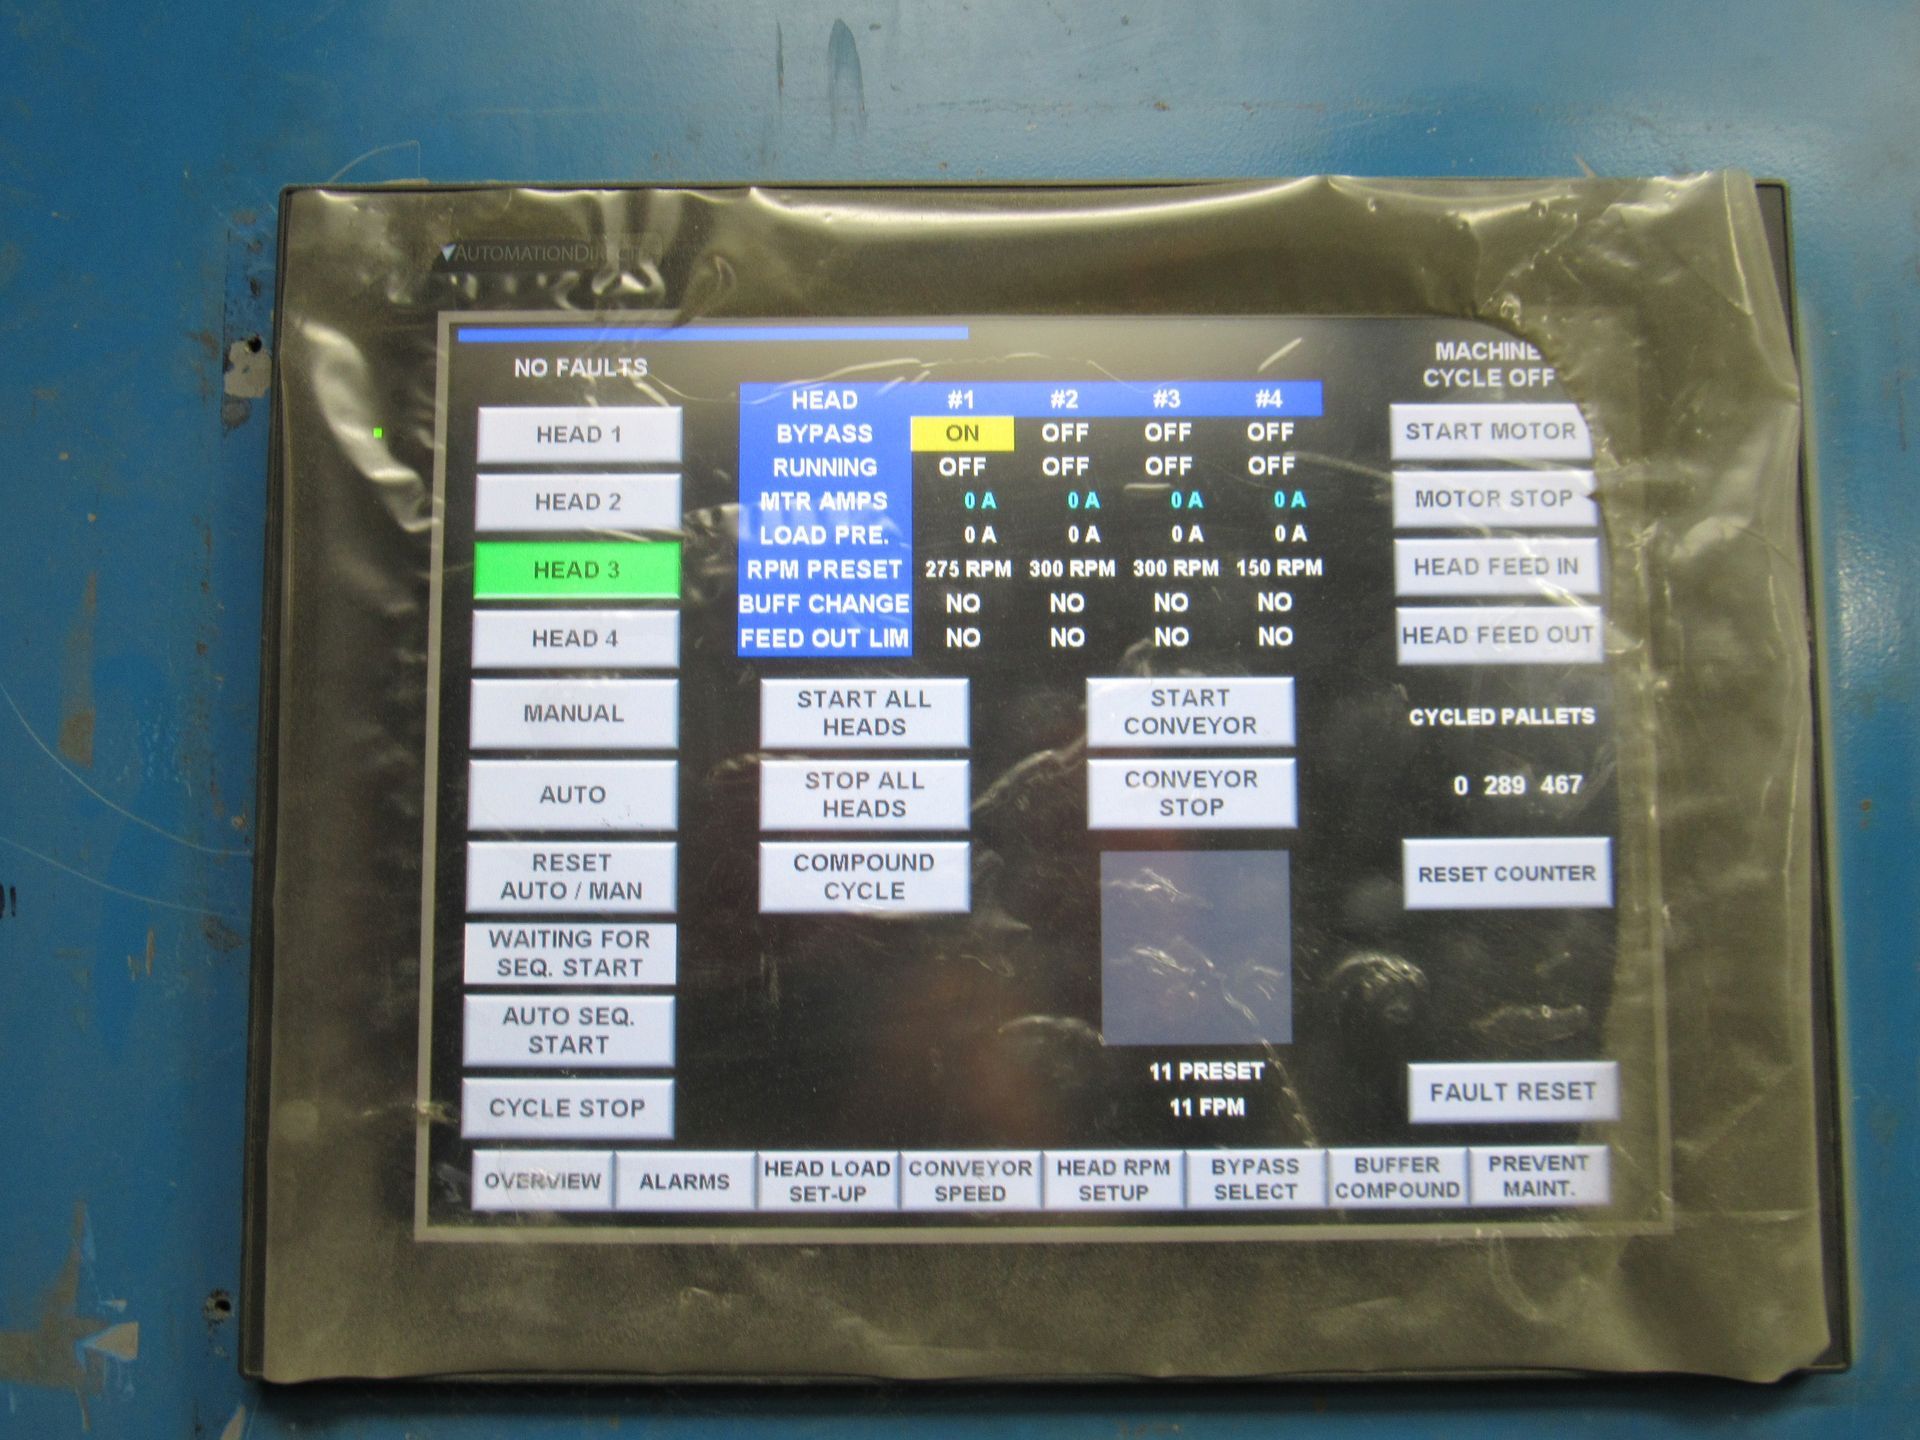 AUTOMATIONDIRECT
NO FAULTS
MACHINE
CYCLE OFF
HEAD #1 #2 #3 #4
BYPASS ON OFF OFF OFF
RUNNING OFF OFF OFF OFF
MTR AMPS 0 A 0 A 0 A 0 A
LOAD PRE. 0 A 0 A 0 A 0 A
RPM PRESET 275 RPM 300 RPM 300 RPM 150 RPM
BUFF CHANGE NO NO NO NO
FEED OUT LIM NO NO NO NO
HEAD 1
HEAD 2
HEAD 3
HEAD 4
MANUAL
AUTO
RESET
AUTO / MAN
WAITING FOR
SEQ. START
AUTO SEQ.
START
CYCLE STOP
START ALL
HEADS
STOP ALL
HEADS
COMPOUND
CYCLE
START
CONVEYOR
CONVEYOR
STOP
11 PRESET
11 FPM
START MOTOR
MOTOR STOP
HEAD FEED IN
HEAD FEED OUT
CYCLED PALLETS
0 289 467
RESET COUNTER
FAULT RESET
OVERVIEW
ALARMS
HEAD LOAD
SET-UP
CONVEYOR
SPEED
HEAD RPM
SETUP
BYPASS
SELECT
BUFFER
COMPOUND
PREVENT
MAINT.